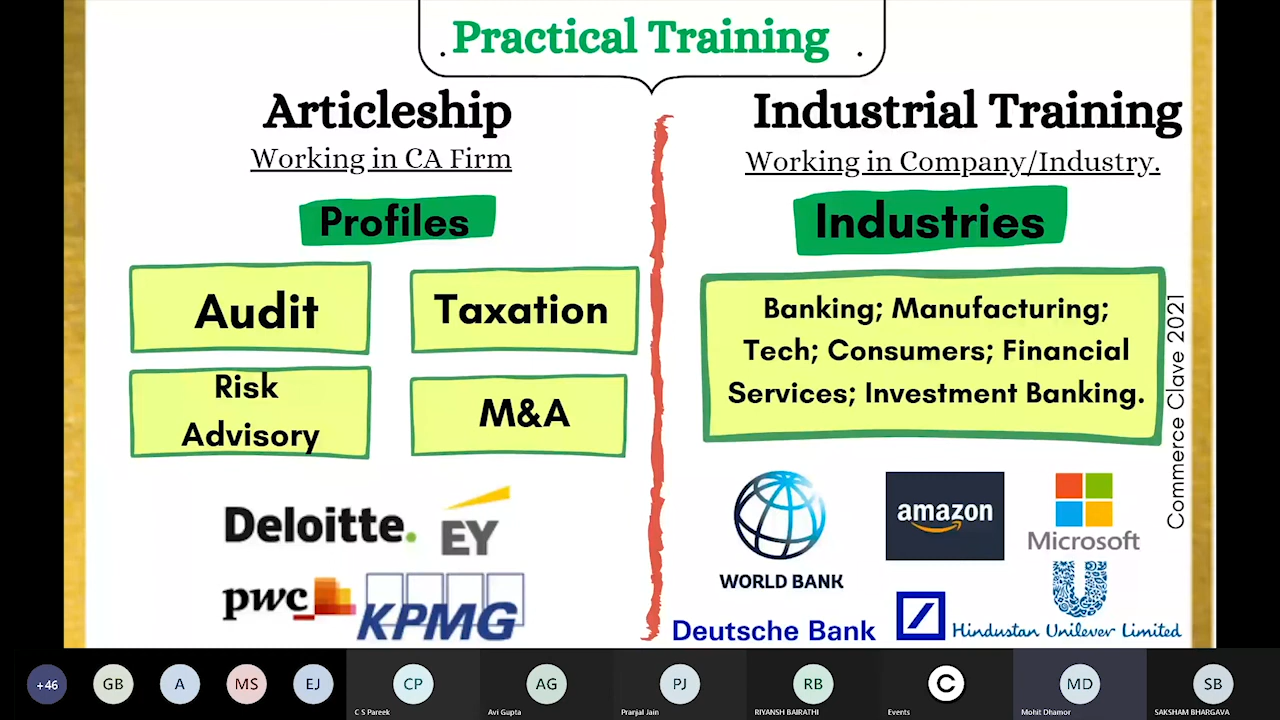 . Practical Training .
Articleship
Working in CA Firm
Profiles
Audit
Taxation
Risk
Advisory
M&A
Deloitte.
EY
pwc
KPMG
Industrial Training
Working in Company/Industry.
Industries
Banking; Manufacturing;
Tech; Consumers; Financial
Services; Investment Banking.
WORLD BANK
amazon
Microsoft
Deutsche Bank
Hindustan Unilever Limited
Commerce Clave 2021
+46
GB
A
MS
EJ
CP
C S Pareek
AG
Avi Gupta
PJ
Pranjal Jain
RB
RIYANSH BAIRATHI
C
Events
MD
Mohit Dhamor
SB
SAKSHAM BHARGAVA